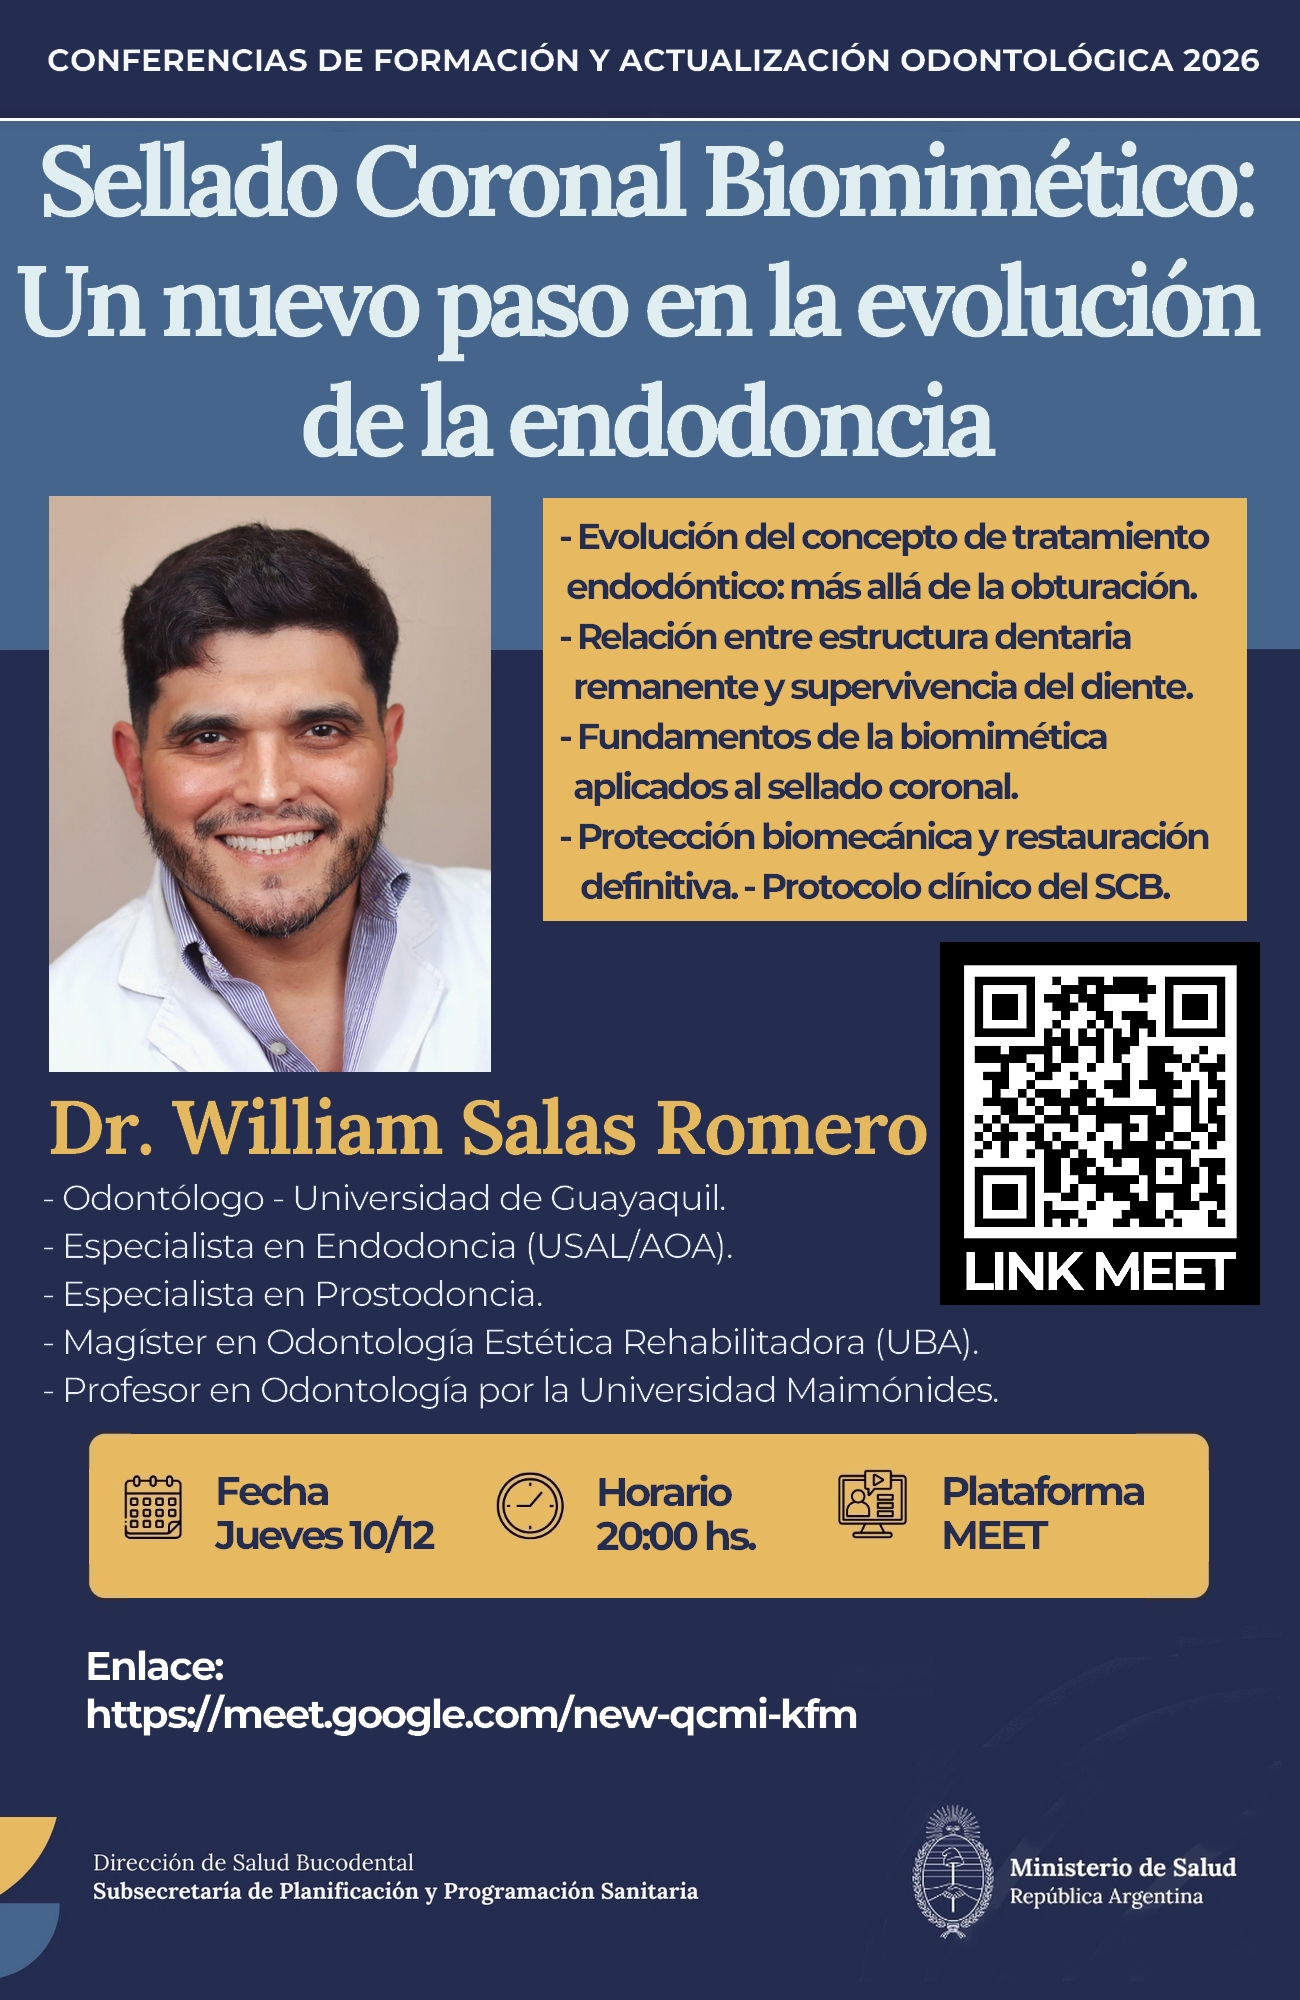 CONFERENCIAS DE FORMACIÓN Y ACTUALIZACIÓN ODONTOLÓGICA 2026
Sellado Coronal Biomimético:
Un nuevo paso en la evolución
de la endodoncia
- Evolución del concepto de tratamiento
endodóntico: más allá de la obturación.
- Relación entre estructura dentaria
remanente y supervivencia del diente.
- Fundamentos de la biomimética
aplicados al sellado coronal.
- Protección biomecánica y restauración
definitiva. - Protocolo clínico del SCB.
LINK MEET
Dr. William Salas Romero
- Odontólogo - Universidad de Guayaquil.
- Especialista en Endodoncia (USAL/AOA).
- Especialista en Prostodoncia.
- Magíster en Odontología Estética Rehabilitadora (UBA).
- Profesor en Odontología por la Universidad Maimónides.
Fecha
Jueves 10/12
Horario
20:00 hs.
Plataforma
MEET
Enlace:
https://meet.google.com/new-qcmi-kfm
Dirección de Salud Bucodental
Subsecretaría de Planificación y Programación Sanitaria
Ministerio de Salud
República Argentina